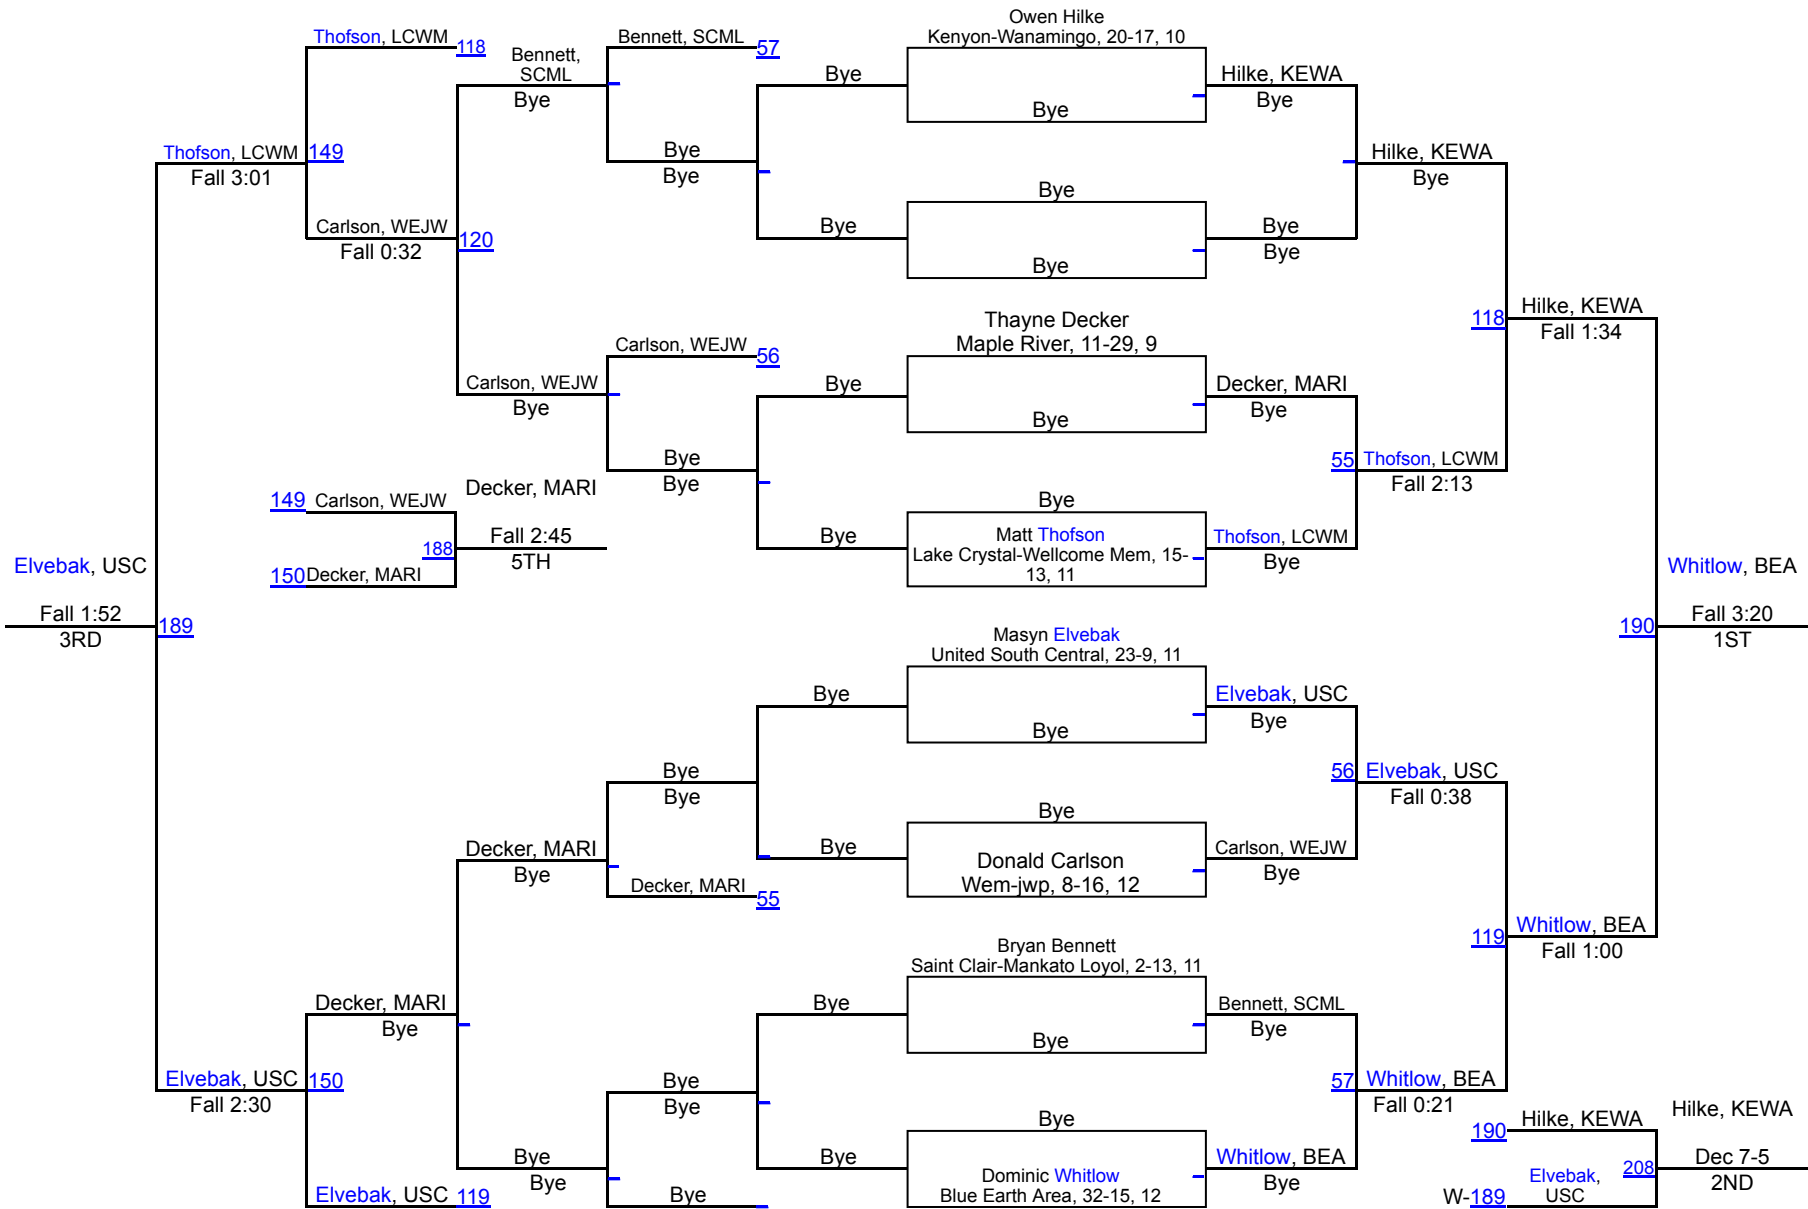 Owen Hilke
Kenyon-Wanamingo, 20-17, 10
Thofson, LCWM
118
Bennett,
SCML
Bye
Bennett, SCML
57
Bye
Bye
Hilke, KEWA
Bye
Thofson, LCWM
149
Fall 3:01
Bye
Bye
Hilke, KEWA
Bye
Carlson, WEJW
120
Fall 0:32
Bye
Bye
Bye
Bye
Bye
Thayne Decker
Maple River, 11-29, 9
118
Hilke, KEWA
Fall 1:34
Carlson, WEJW
56
Carlson, WEJW
Bye
Bye
Bye
Decker, MARI
Bye
Bye
Bye
55
Thofson, LCWM
Fall 2:13
149
Carlson, WEJW
Decker, MARI
188
Fall 2:45
5TH
150
Decker, MARI
Bye
Bye
Matt Thofson
Lake Crystal-Wellcome Mem, 15-
13, 11
Thofson, LCWM
Bye
Elvebak, USC
Fall 1:52
3RD
189
Whitlow, BEA
190
Fall 3:20
1ST
Masyn Elvebak
United South Central, 23-9, 11
Bye
Bye
Elvebak, USC
Bye
Bye
Bye
56
Elvebak, USC
Fall 0:38
Decker, MARI
Bye
Bye
Bye
Donald Carlson
Wem-jwp, 8-16, 12
Carlson, WEJW
Bye
Decker, MARI
55
119
Whitlow, BEA
Fall 1:00
Bryan Bennett
Saint Clair-Mankato Loyol, 2-13, 11
Decker, MARI
Bye
Bye
Bye
Bennett, SCML
Bye
Elvebak, USC
150
Fall 2:30
Bye
Bye
57
Whitlow, BEA
Fall 0:21
Bye
Bye
Bye
Bye
Dominic Whitlow
Blue Earth Area, 32-15, 12
Whitlow, BEA
Bye
Elvebak, USC
119
Bye
190
Hilke, KEWA
Hilke, KEWA
208
Dec 7-5
2ND
W-189
Elvebak,
USC